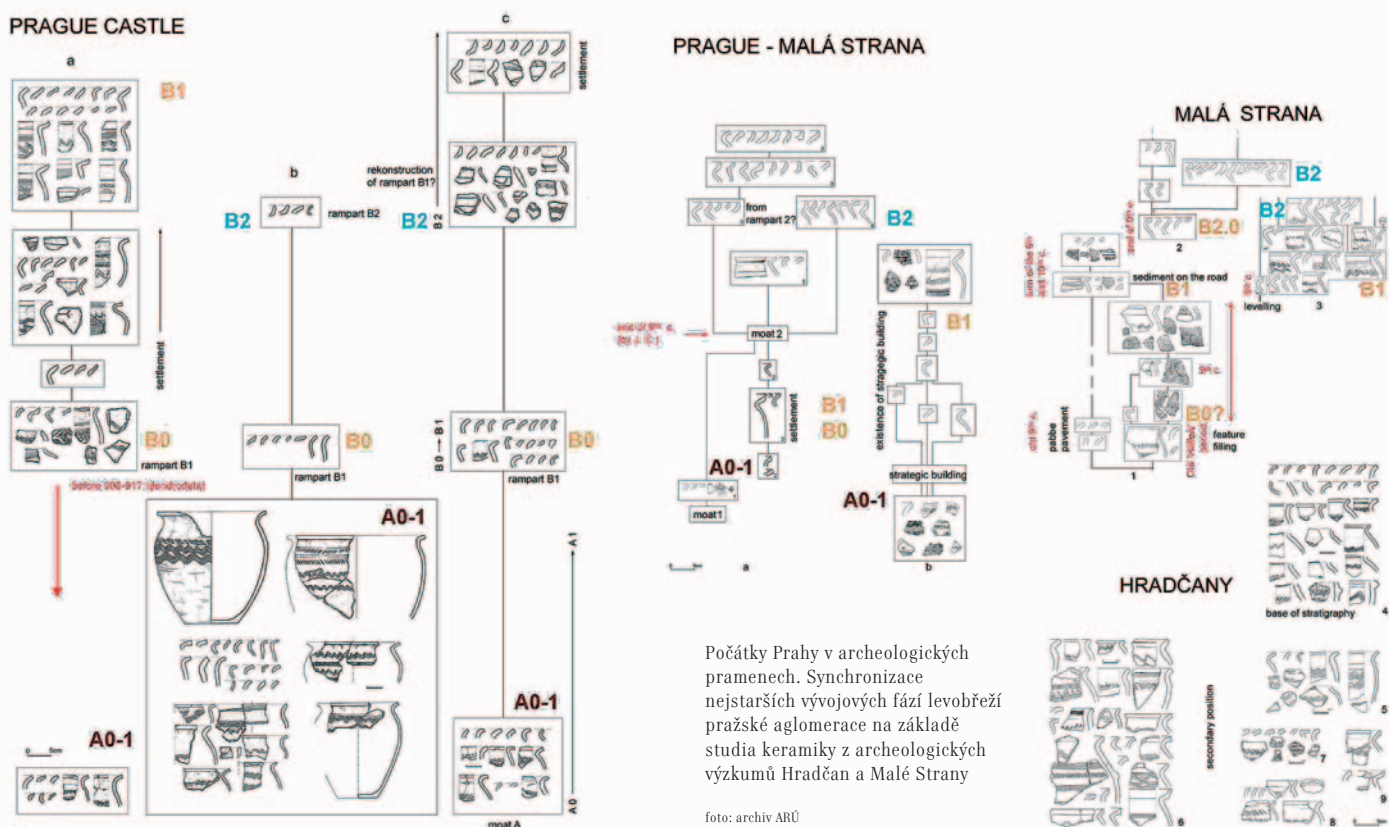 PRAGUE CASTLE
a
B1
settlement
B0
rampart B1
A0-1
b
B2
rampart B2
B0
rampart B1
A0-1
c
settlement
rekonstruction
of rampart B1?
B2
B2
B0 → B1
B0
rampart B1
A0 → A1
A0-1
moat A
PRAGUE - MALÁ STRANA
from
rampart 2?
B2
moat 2
settlement
B1
B0
A0-1
moat1
a
existence of stragegic building
B1
strategic building
A0-1
b
MALÁ STRANA
B2
B2.0
2
sediment on the road
B1
B2
levelling
3
B1
9th c.
B0?
feature
filling
pabbe
pavement
1
HRADČANY
base of stratigraphy
4
secondary position
5
6
7
8
9
Počátky Prahy v archeologických
pramenech. Synchronizace
nejstarších vývojových fází levobřeží
pražské aglomerace na základě
studia keramiky z archeologických
výzkumů Hradčan a Malé Strany
foto: archiv ARÚ